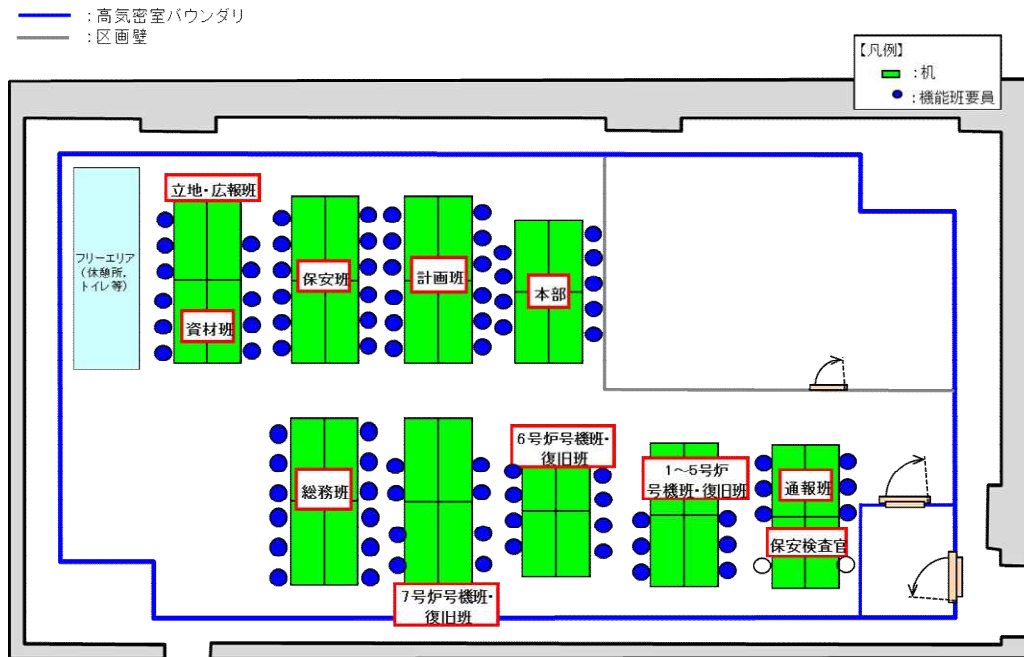 ：高気密室バウンダリ
：区画壁
【凡例】
：机
：機能班要員
立地・広報班
フリーエリア
（休憩所、
トイレ等）
保安班
計画班
本部
資材班
6号炉号機班・
復旧班
1～5号炉
号機班・復旧班
総務班
通報班
保安検査官
7号炉号機班・
復旧班